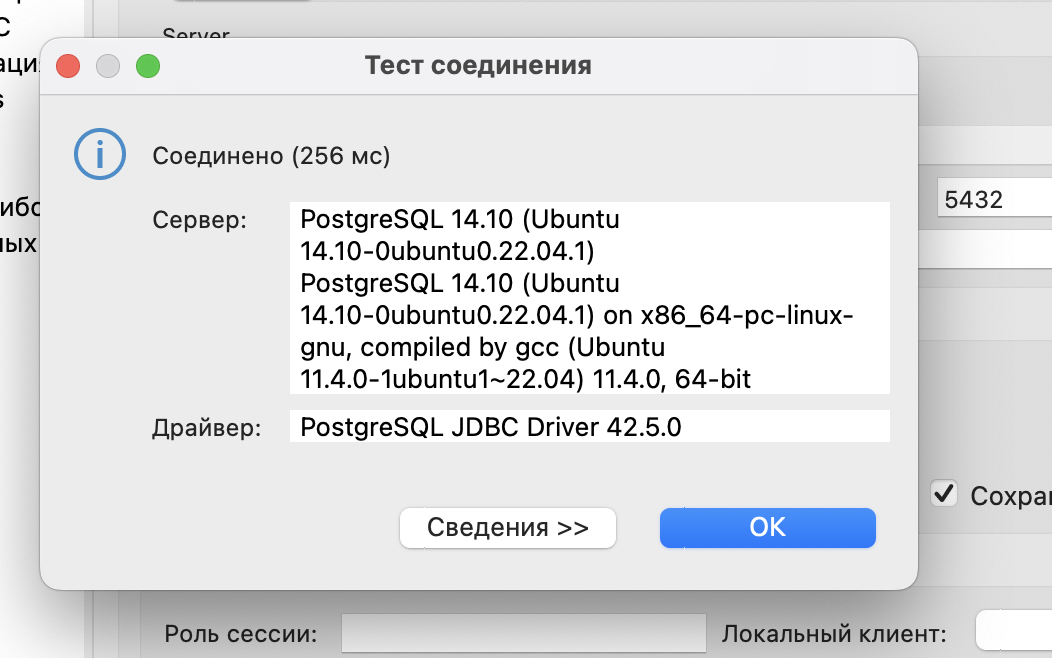 Server
Тест соединения
Соединено (256 мс)
Сервер:
PostgreSQL 14.10 (Ubuntu
14.10-0ubuntu0.22.04.1)
PostgreSQL 14.10 (Ubuntu
14.10-0ubuntu0.22.04.1) on x86_64-pc-linux-
gnu, compiled by gcc (Ubuntu
11.4.0-1ubuntu1~22.04) 11.4.0, 64-bit
Драйвер:
PostgreSQL JDBC Driver 42.5.0
Сведения >>
OK
5432
Роль сессии:
Локальный клиент: